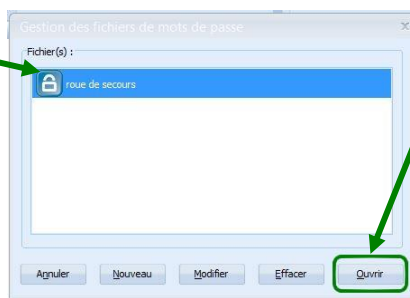 Gestion des fichiers de mots de passe
Fichier(s) :
roue de secours
Annuler Nouveau Modifier Effacer Ouvrir